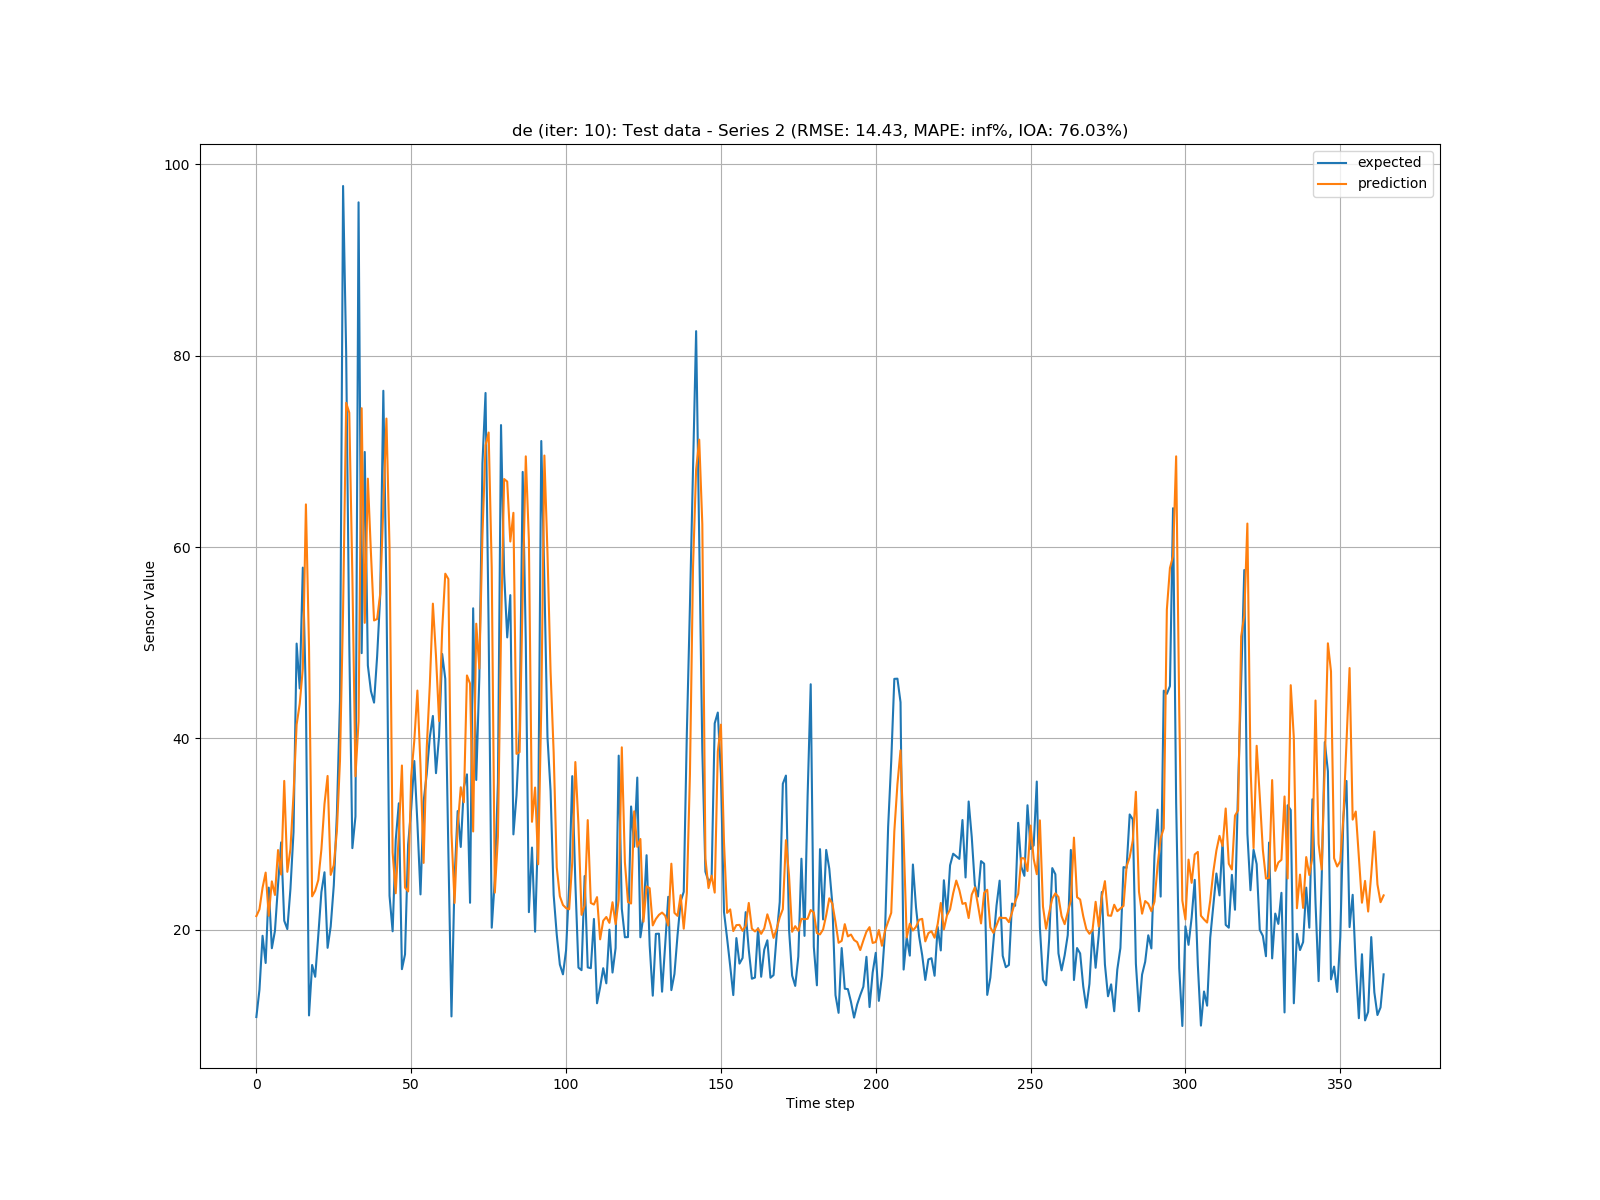 de (iter: 10): Test data - Series 2 (RMSE: 14.43, MAPE: inf%, IOA: 76.03%)
expected
prediction
100
80
60
40
20
Sensor Value
0 50 100 150 200 250 300 350
Time step